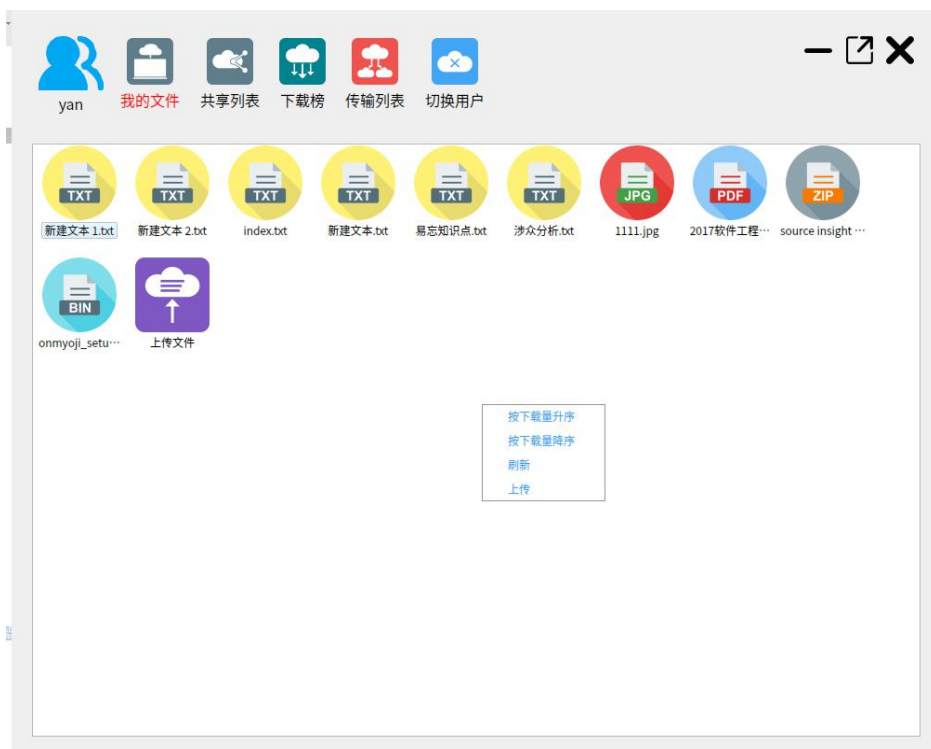 yan 我的文件 共享列表 下载榜 传输列表 切换用户
TXT TXT TXT TXT TXT TXT JPG PDF ZIP
新建文本 1.txt 新建文本 2.txt index.txt 新建文本.txt 易忘知识点.txt 涉众分析.txt 1111.jpg 2017软件工程… source insight …
BIN
onmyoji_setu… 上传文件
按下载量升序
按下载量降序
刷新
上传